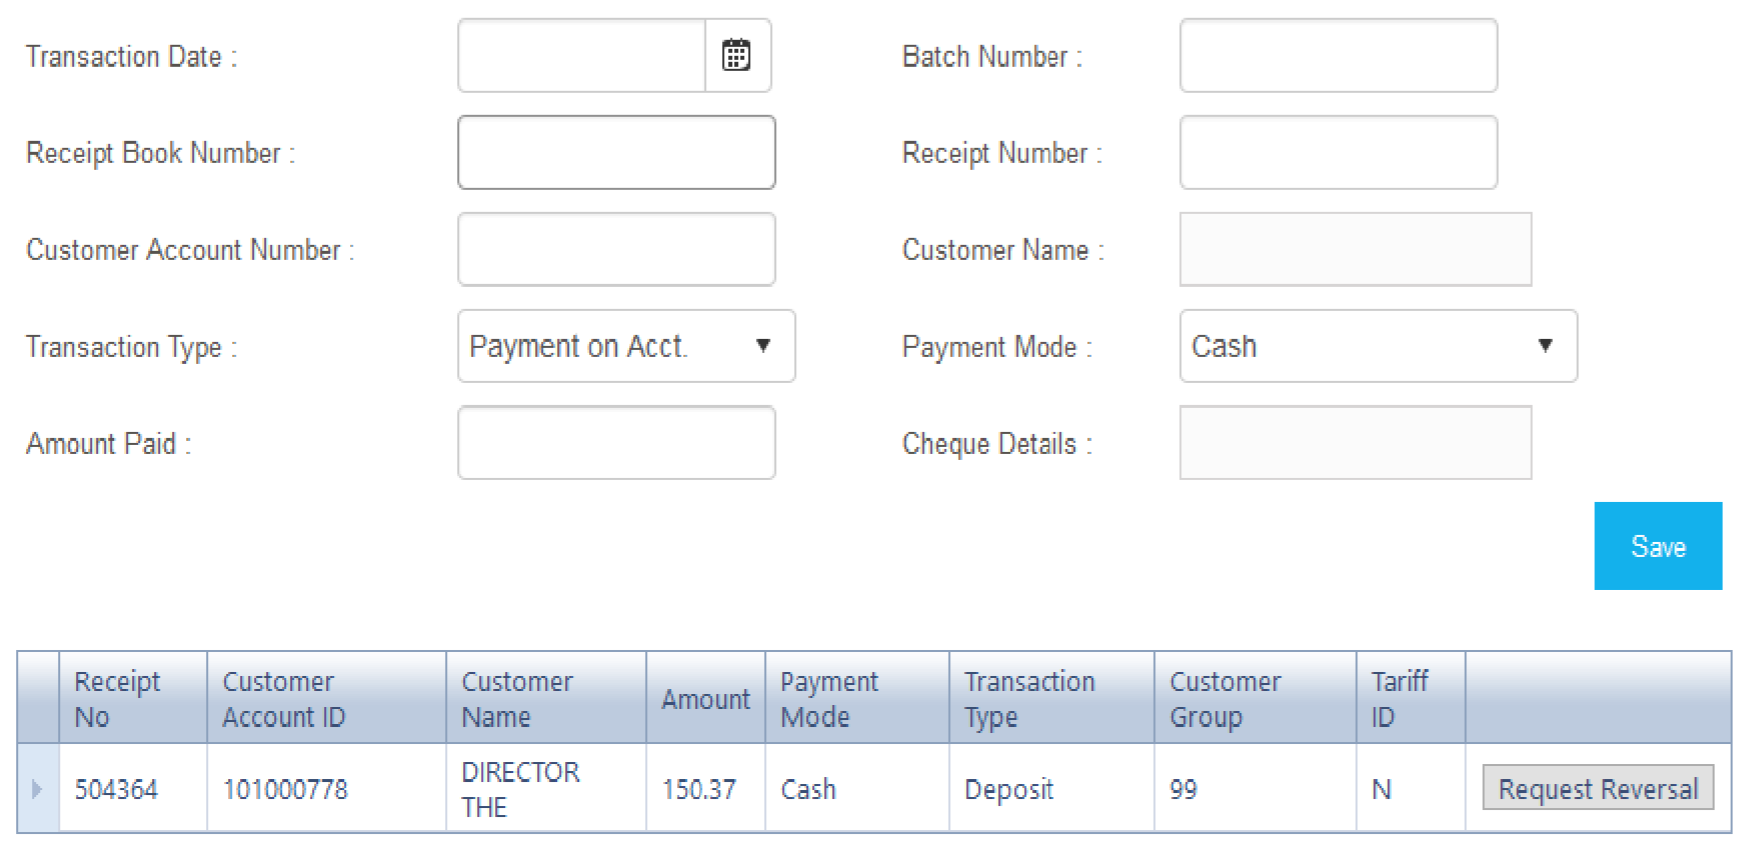 Transaction Date :
Batch Number :
Receipt Book Number :
Receipt Number :
Customer Account Number :
Customer Name :
Transaction Type :
Payment on Acct.
Payment Mode :
Cash
Amount Paid :
Cheque Details :
Save
Receipt No
Customer Account ID
Customer Name
Amount
Payment Mode
Transaction Type
Customer Group
Tariff ID
504364
101000778
DIRECTOR THE
150.37
Cash
Deposit
99
N
Request Reversal